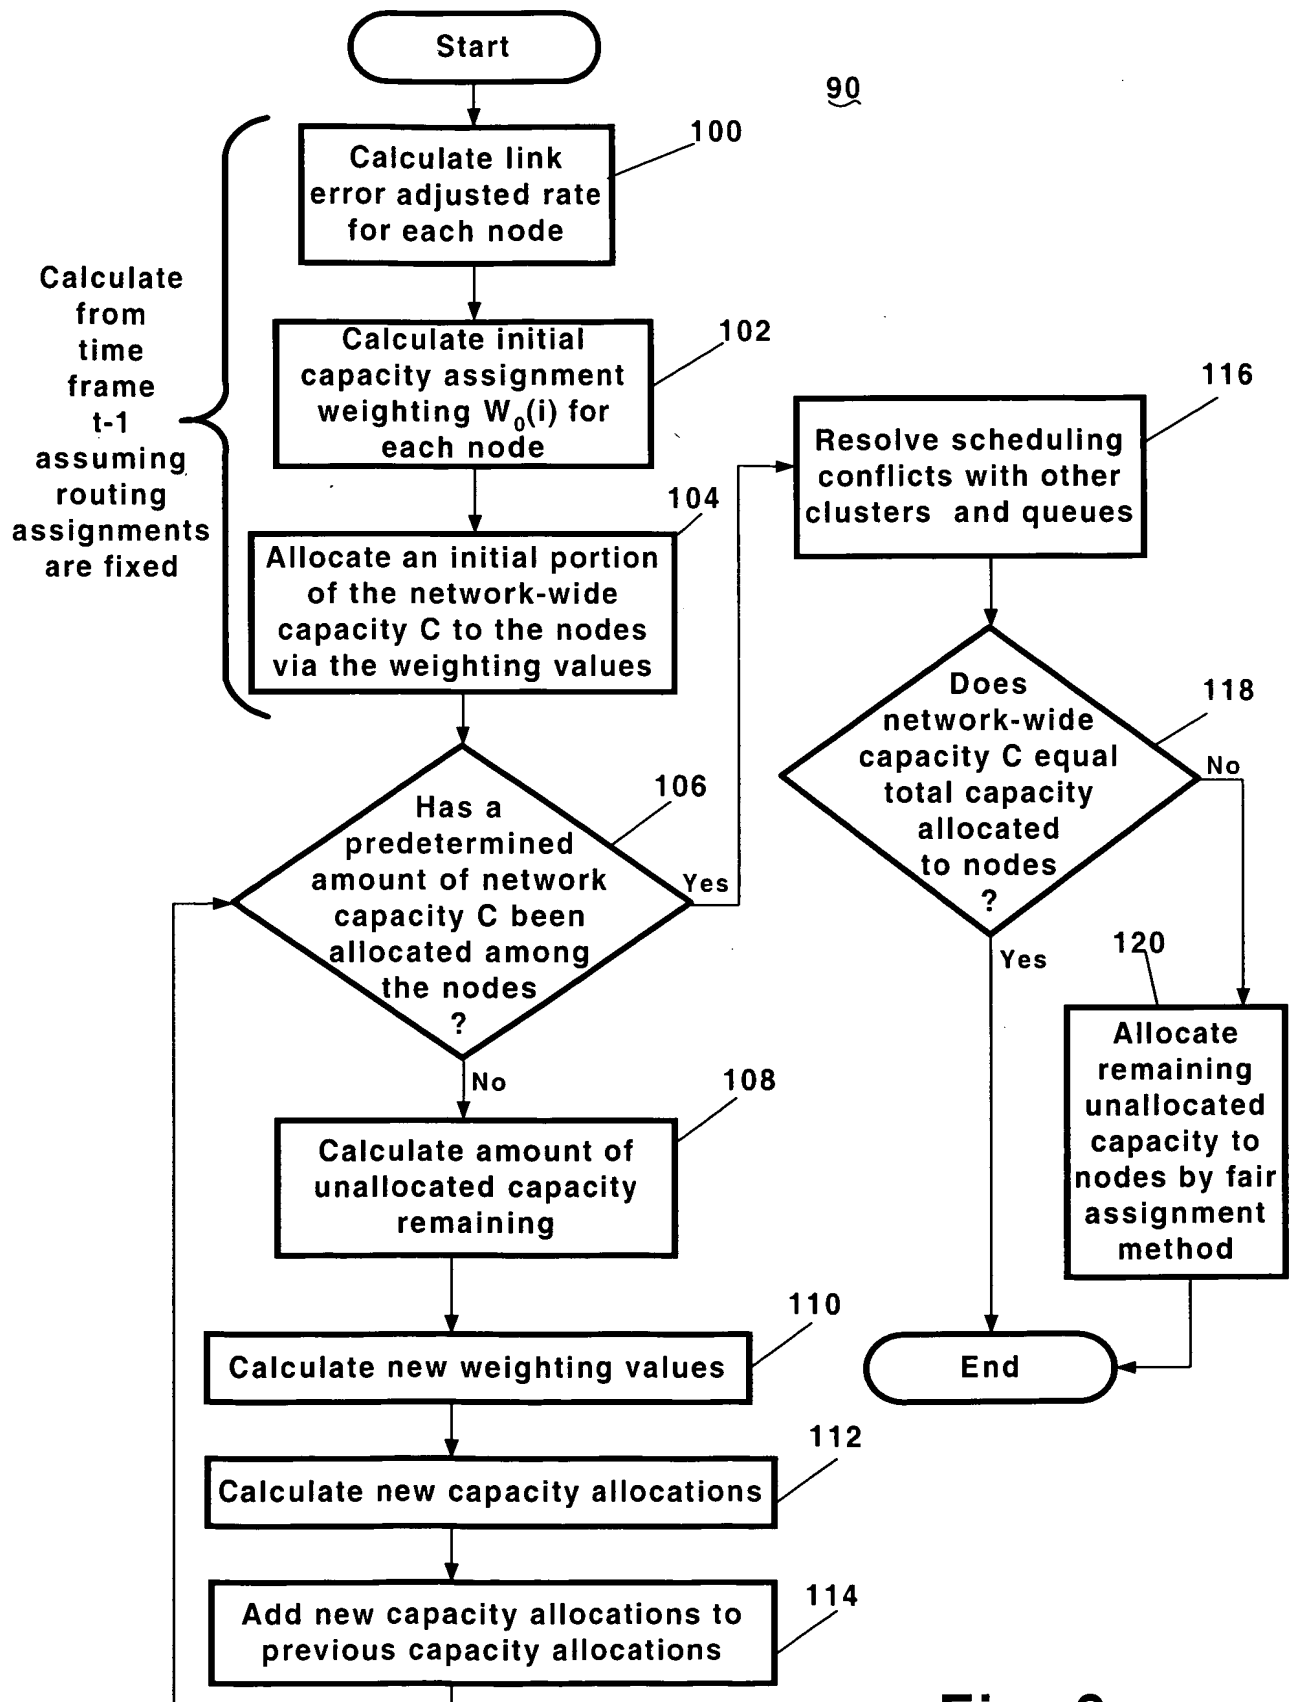 Start
90
100
Calculate link
error adjusted rate
for each node
Calculate
from
time
frame
t-1
assuming
routing
assignments
are fixed
102
Calculate initial
capacity assignment
weighting W₀(i) for
each node
104
Allocate an initial portion
of the network-wide
capacity C to the nodes
via the weighting values
106
Has a
predetermined
amount of network
capacity C been
allocated among
the nodes
?
Yes
No
108
Calculate amount of
unallocated capacity
remaining
110
Calculate new weighting values
112
Calculate new capacity allocations
114
Add new capacity allocations to
previous capacity allocations
116
Resolve scheduling
conflicts with other
clusters and queues
118
Does
network-wide
capacity C equal
total capacity
allocated
to nodes
?
No
Yes
120
Allocate
remaining
unallocated
capacity to
nodes by fair
assignment
method
End